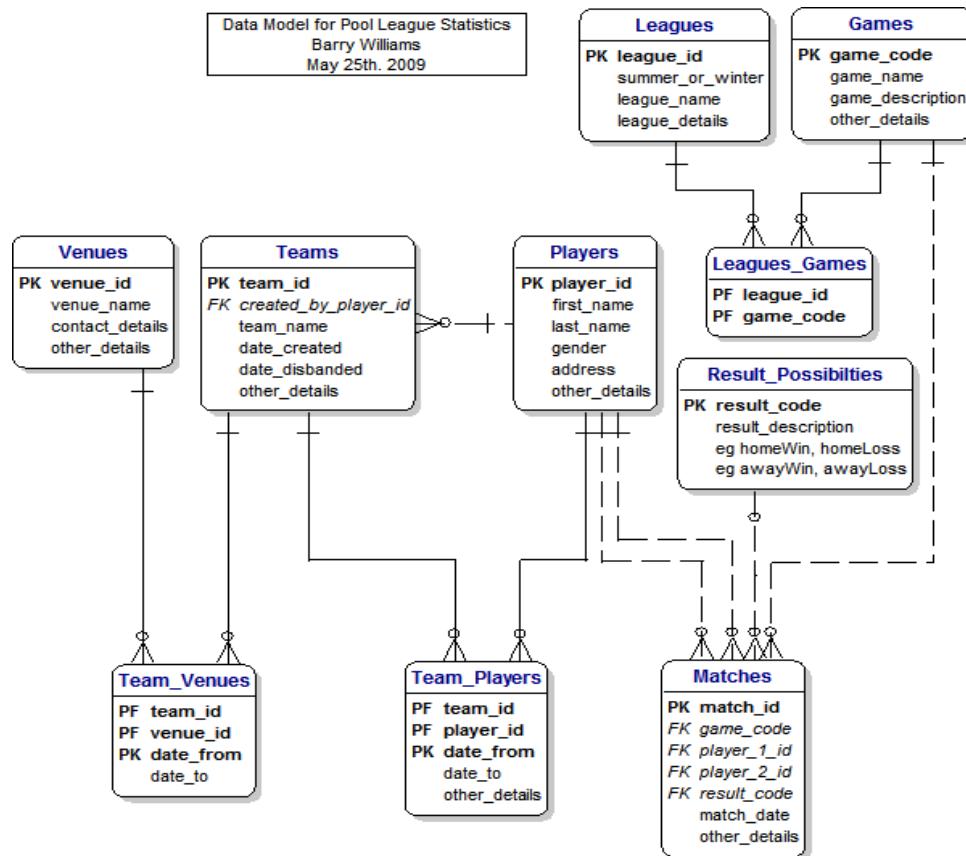 Data Model for Pool League Statistics
Barry Williams
May 25th. 2009
Leagues
PK league_id
summer_or_winter
league_name
league_details
Games
PK game_code
game_name
game_description
other_details
Venues
PK venue_id
venue_name
contact_details
other_details
Teams
PK team_id
FK created_by_player_id
team_name
date_created
date_disbanded
other_details
Players
PK player_id
first_name
last_name
gender
address
other_details
Leagues_Games
PF league_id
PF game_code
Result_Possibilties
PK result_code
result_description
eg homeWin, homeLoss
eg awayWin, awayLoss
Team_Venues
PF team_id
PF venue_id
PK date_from
date_to
Team_Players
PF team_id
PF player_id
PK date_from
date_to
other_details
Matches
PK match_id
FK game_code
FK player_1_id
FK player_2_id
FK result_code
match_date
other_details